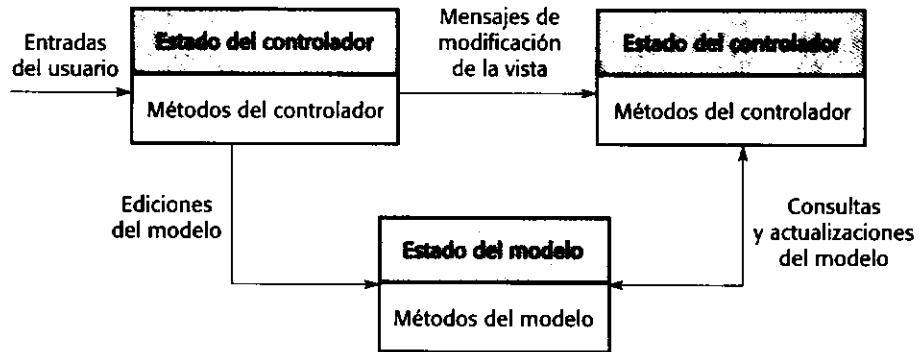 Entradas
del usuario
Estado del controlador
Métodos del controlador
Mensajes de
modificación
de la vista
Estado del controlador
Métodos del controlador
Ediciones
del modelo
Estado del modelo
Métodos del modelo
Consultas
y actualizaciones
del modelo